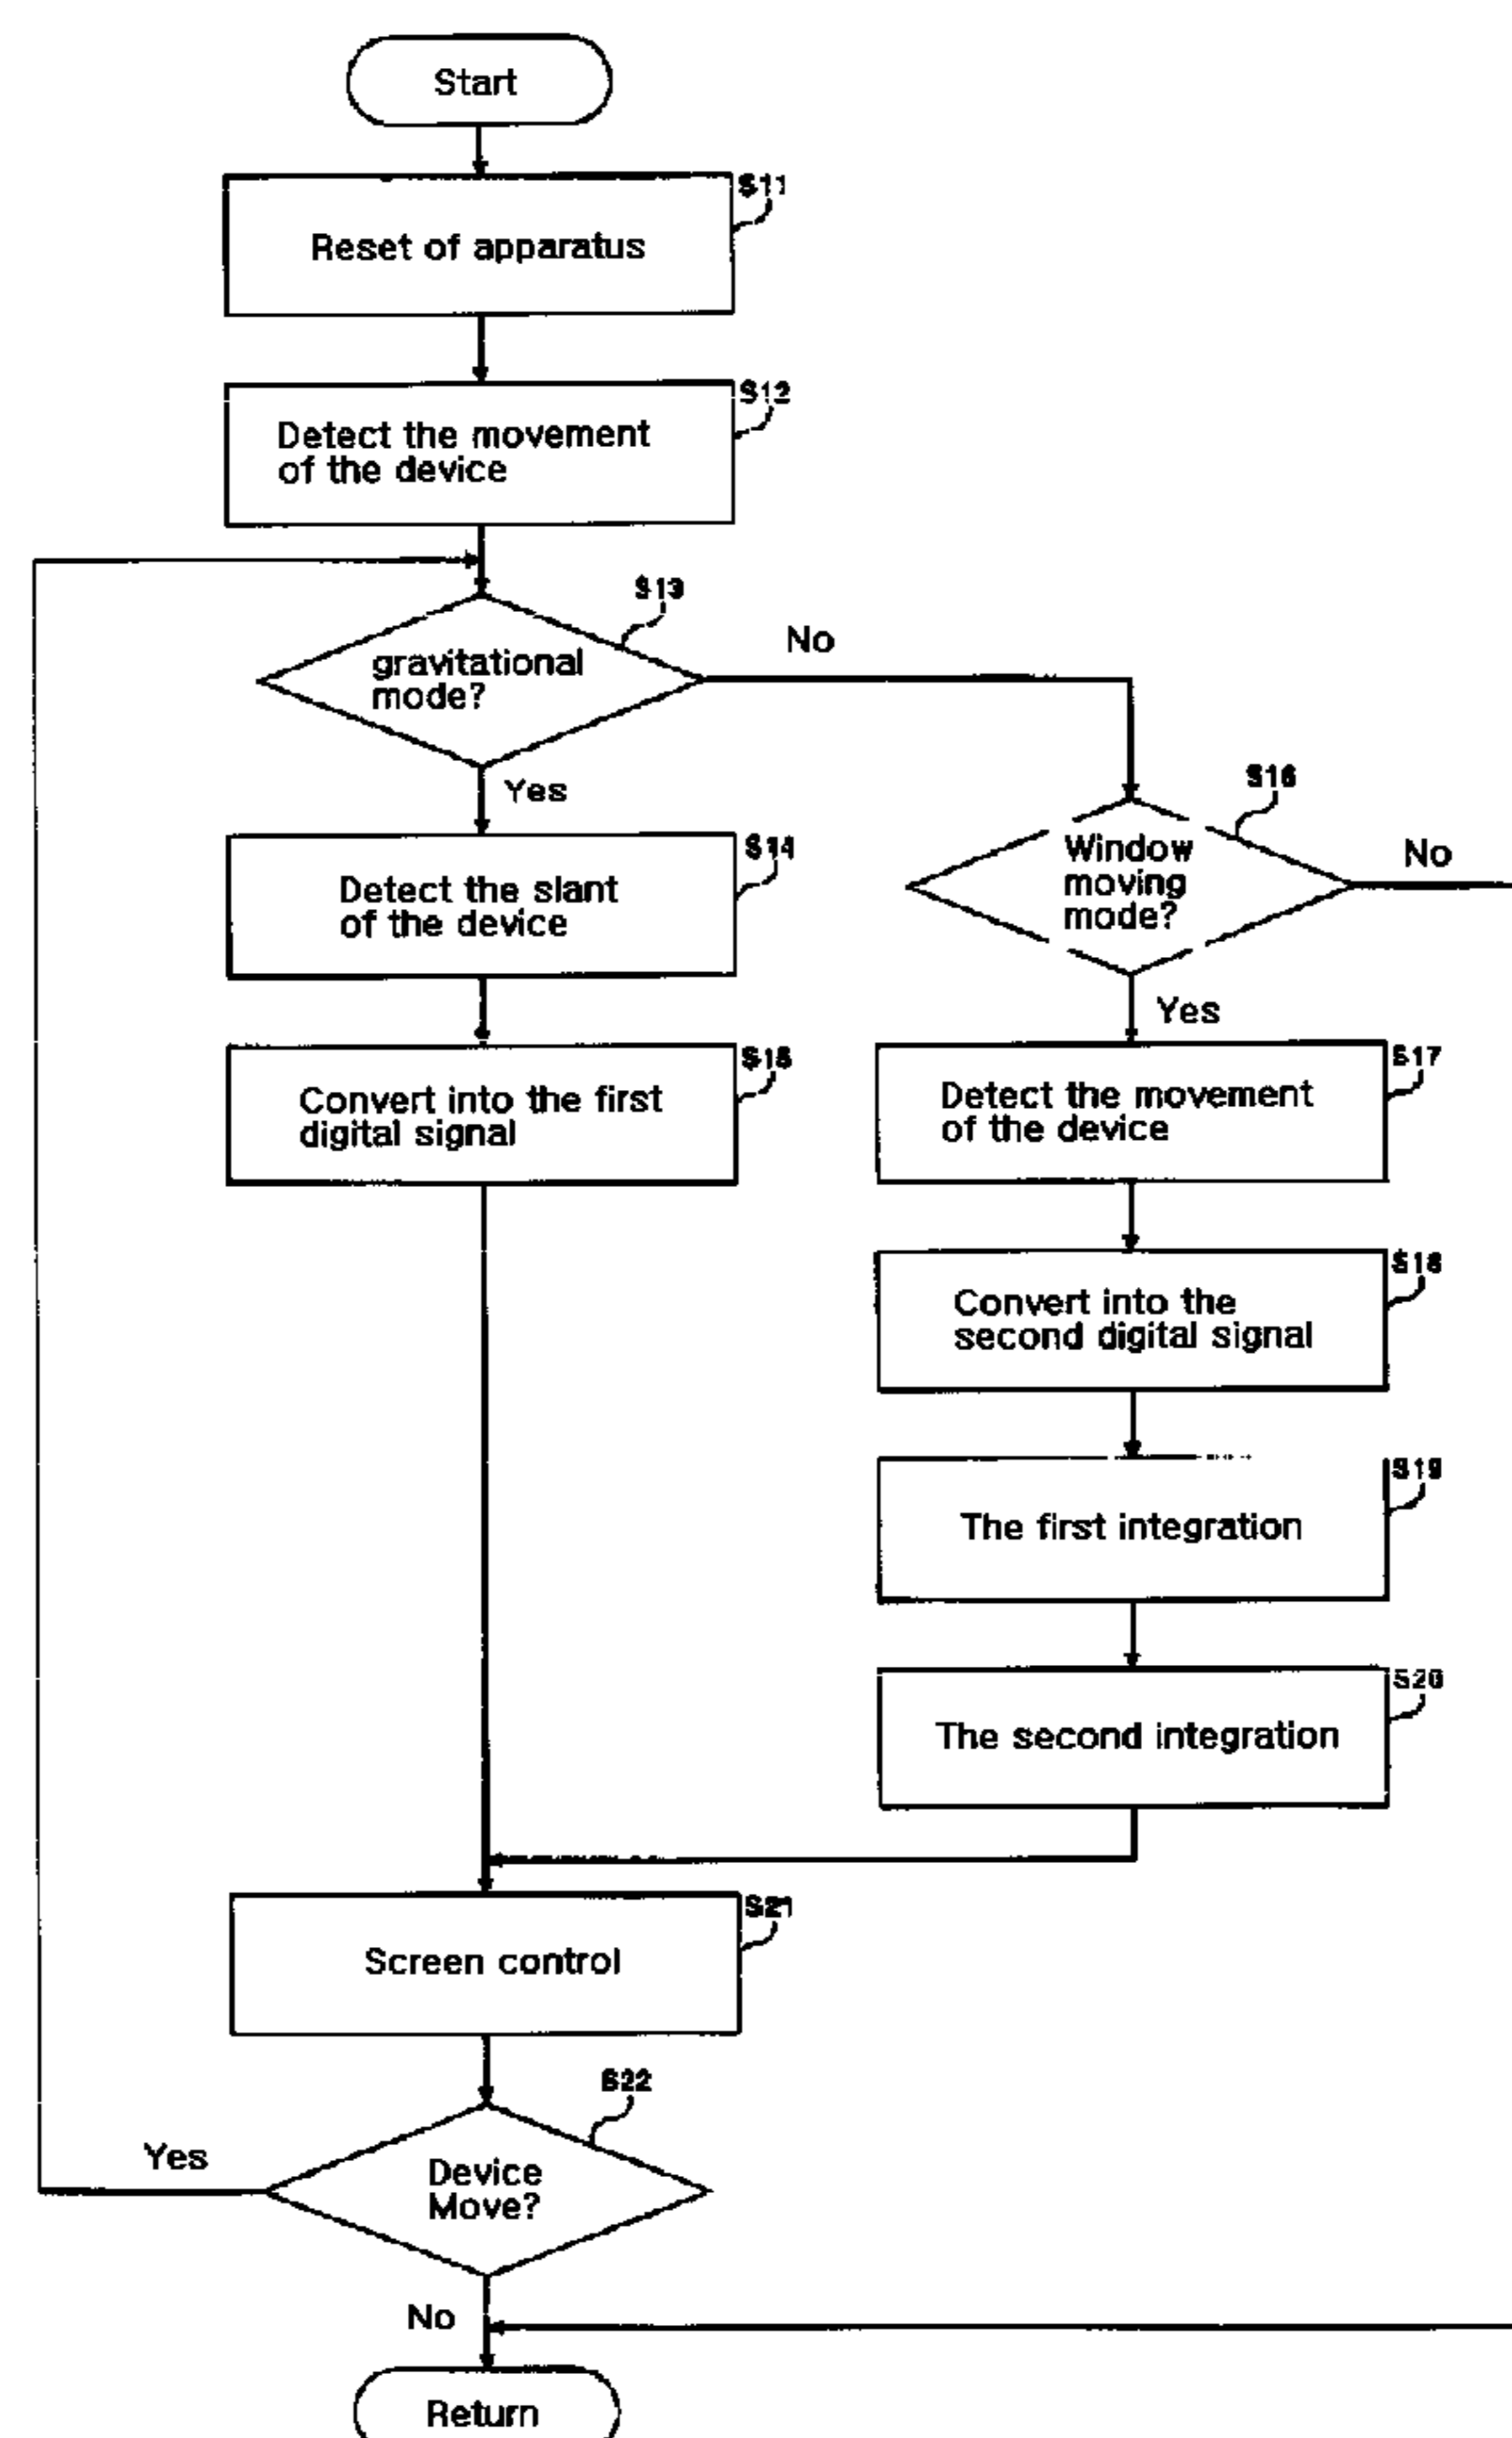 Start
S11
Reset of apparatus
S12
Detect the movement
of the device
S13
gravitational
mode?
No
Yes
S16
Window
moving
mode?
No
Yes
S14
Detect the slant
of the device
S15
Convert into the first
digital signal
S17
Detect the movement
of the device
S18
Convert into the
second digital signal
S19
The first integration
S20
The second integration
S21
Screen control
S22
Device
Move?
Yes
No
Return